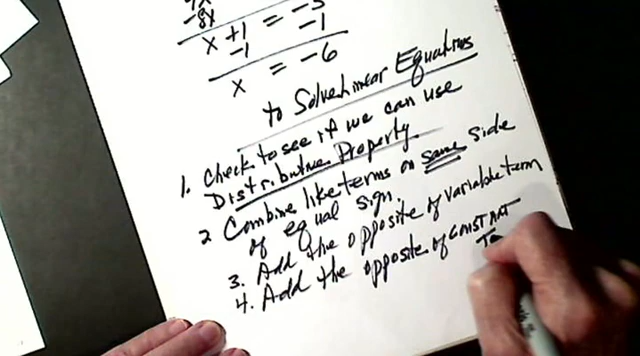 -8x
x +1 = -5
-1 -1
x = -6
to Solve Linear Equations
1. Check to see if we can use
Distributive Property
2 Combine like terms on same side
of equal sign.
3. Add the opposite of variable term
4. Add the opposite of CONSTANT